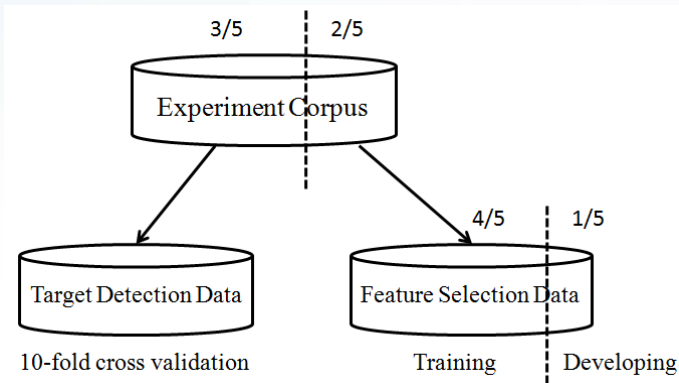 3/5 2/5
Experiment Corpus
4/5 1/5
Target Detection Data
Feature Selection Data
10-fold cross validation
Training
Developing